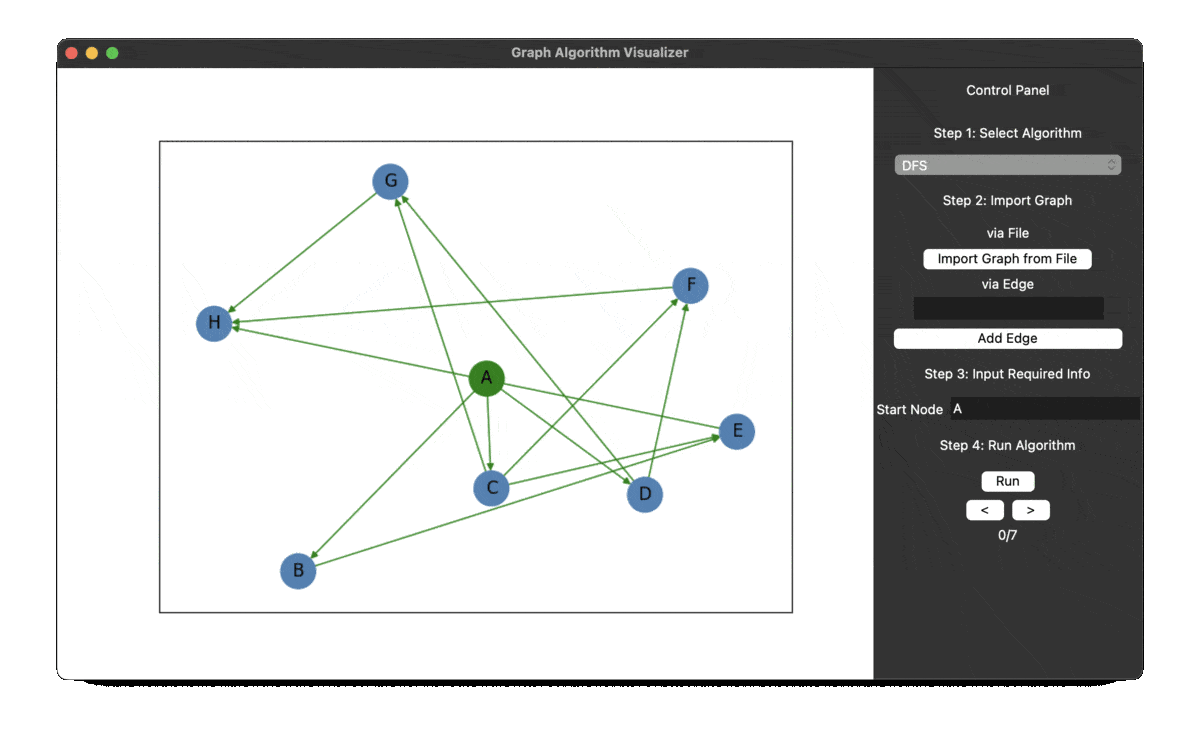 Graph Algorithm Visualizer
G
F
H
A
E
C
D
B
Control Panel
Step 1: Select Algorithm
DFS
Step 2: Import Graph
via File
Import Graph from File
via Edge
Add Edge
Step 3: Input Required Info
Start Node A
Step 4: Run Algorithm
Run
< >
0/7